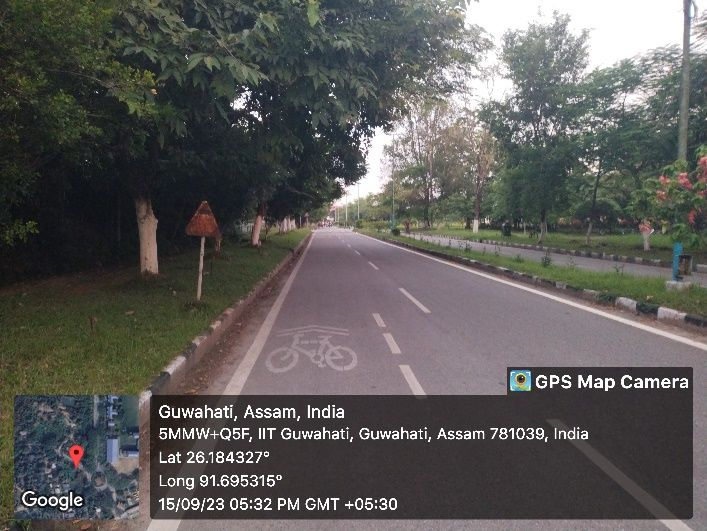 GPS Map Camera
Guwahati, Assam, India
5MMW+Q5F, IIT Guwahati, Guwahati, Assam 781039, India
Lat 26.184327°
Long 91.695315°
15/09/23 05:32 PM GMT +05:30
Google